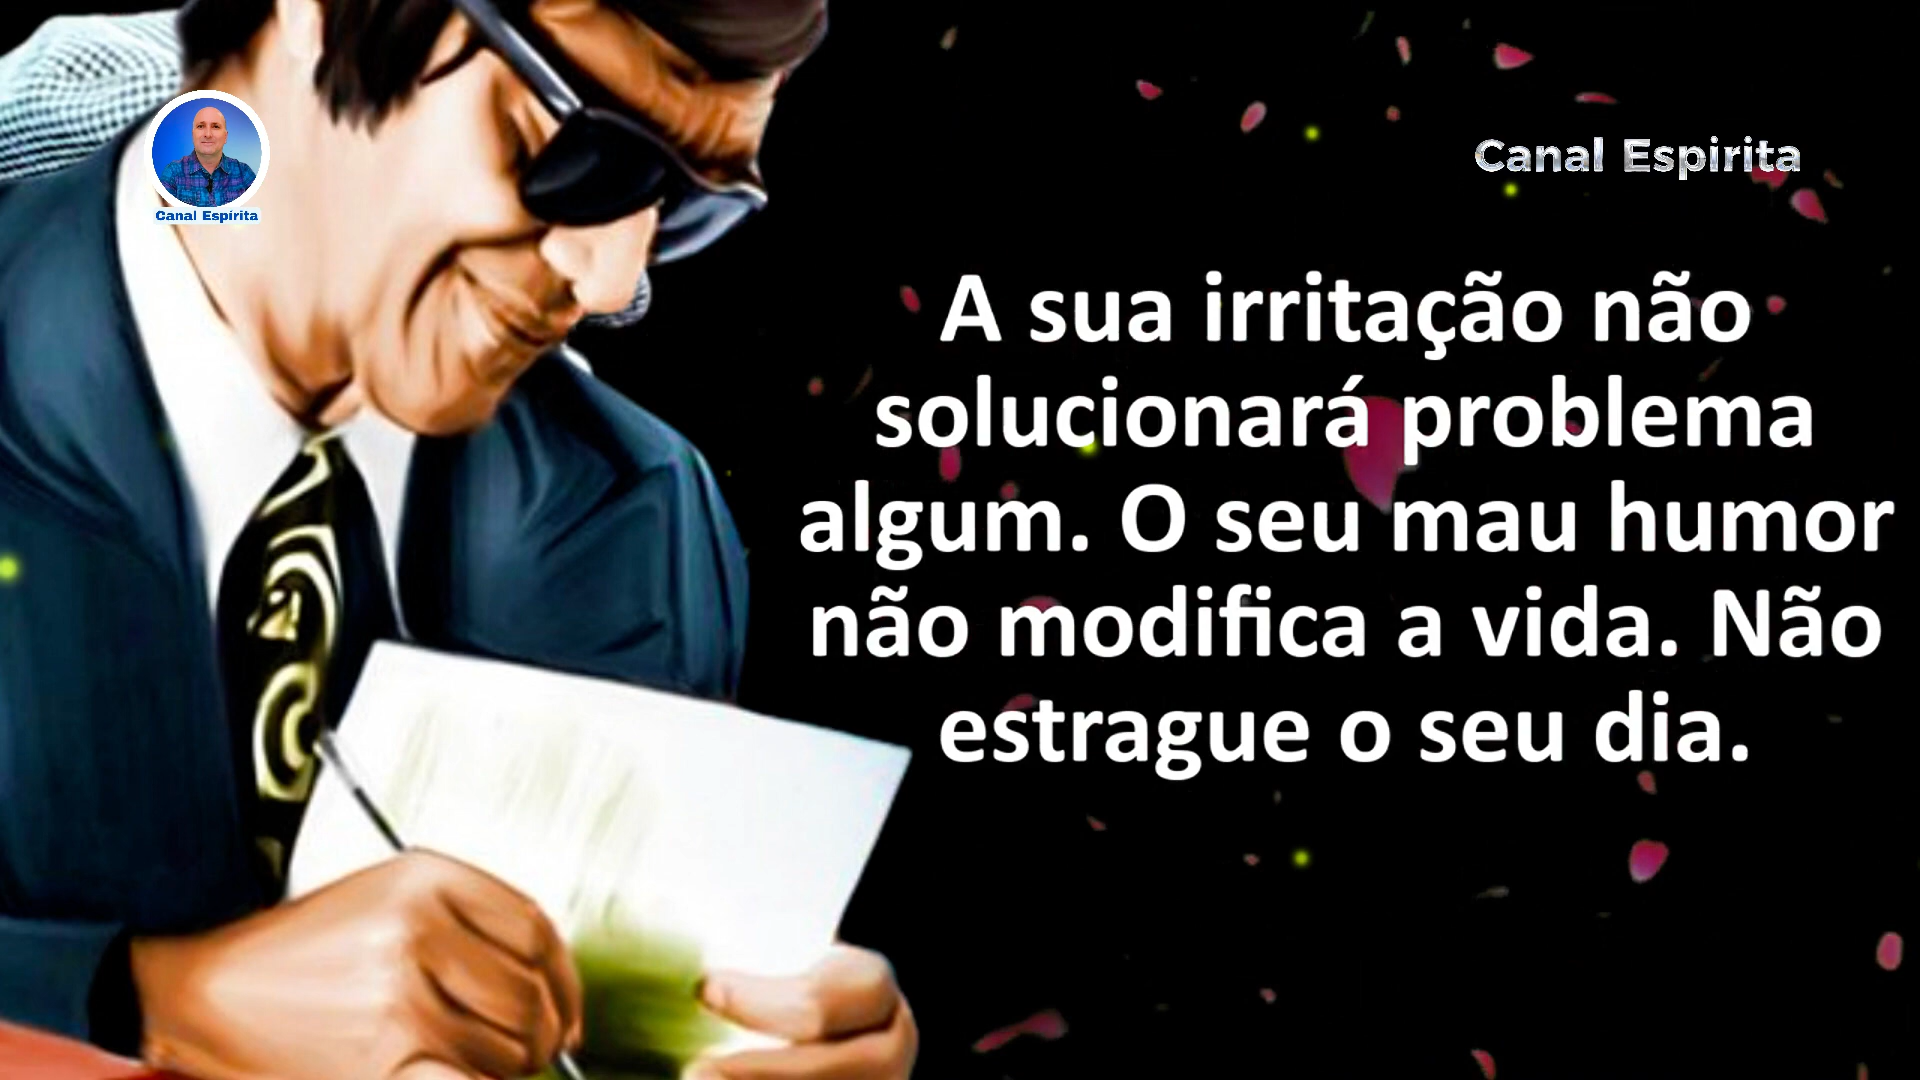 Canal Espírita
Canal Espirita
A sua irritação não
solucionará problema
algum. O seu mau humor
não modifica a vida. Não
estrague o seu dia.